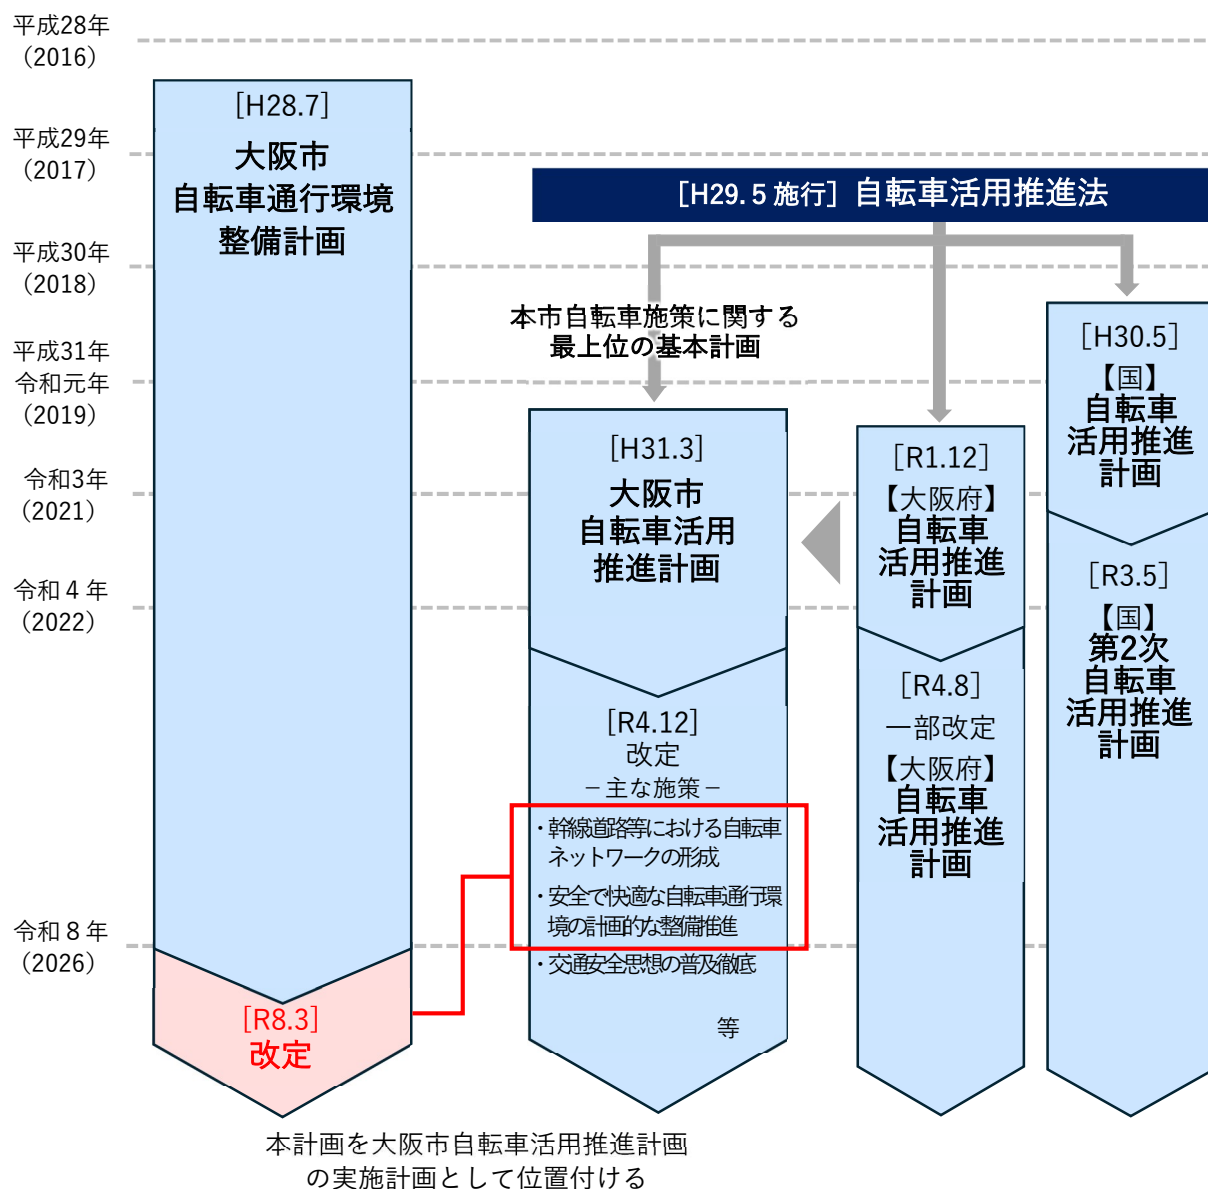 平成28年
（2016）
平成29年
（2017）
平成30年
（2018）
平成31年
令和元年
（2019）
令和3年
（2021）
令和４年
（2022）
令和８年
（2026）
[H28.7]
大阪市
自転車通行環境
整備計画
[R8.3]
改定
[H29.5 施行] 自転車活用推進法
本市自転車施策に関する
最上位の基本計画
[H31.3]
大阪市
自転車活用
推進計画
[R4.12]
改定
－主な施策－
・幹線道路等における自転車
ネットワークの形成
・安全で快適な自転車通行環
境の計画的な整備推進
・交通安全思想の普及徹底
等
[R1.12]
【大阪府】
自転車
活用推進
計画
[R4.8]
一部改定
【大阪府】
自転車
活用推進
計画
[H30.5]
【国】
自転車
活用推進
計画
[R3.5]
【国】
第2次
自転車
活用推進
計画
本計画を大阪市自転車活用推進計画
の実施計画として位置付ける